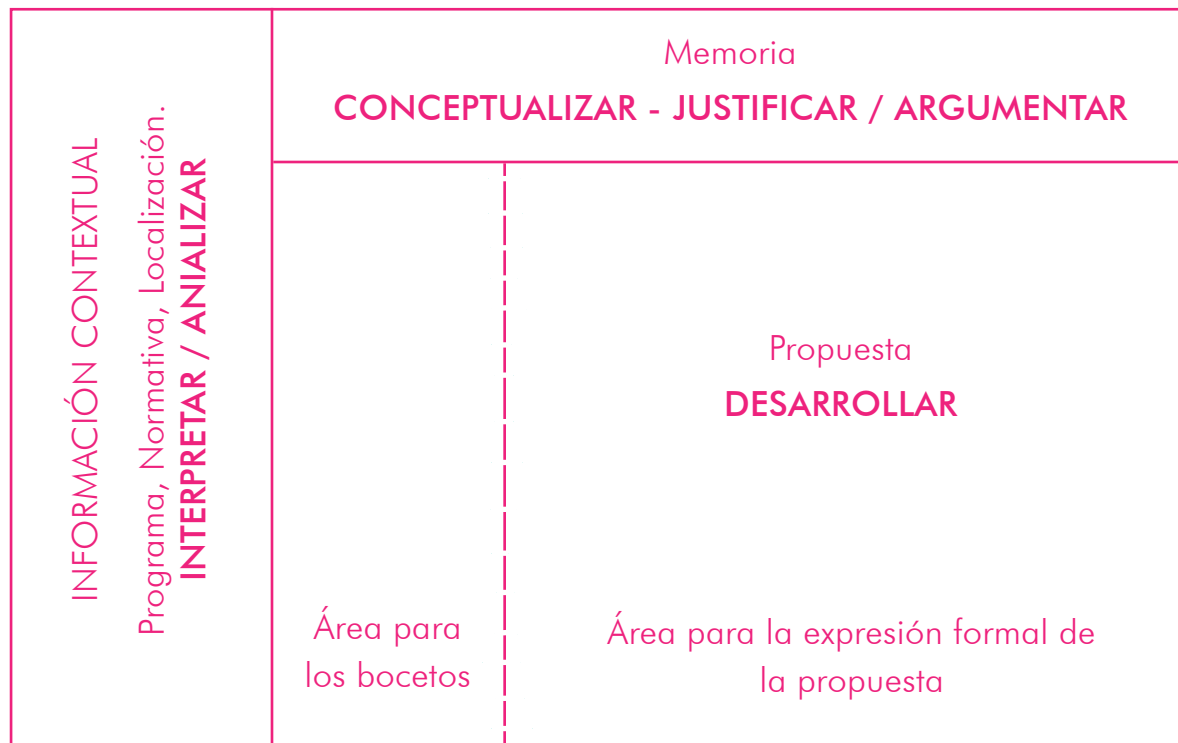 INFORMACIÓN CONTEXTUAL
Programa, Normativa, Localización.
INTERPRETAR / ANIALIZAR
Memoria
CONCEPTUALIZAR - JUSTIFICAR / ARGUMENTAR
Propuesta
DESARROLLAR
Área para
los bocetos
Área para la expresión formal de
la propuesta